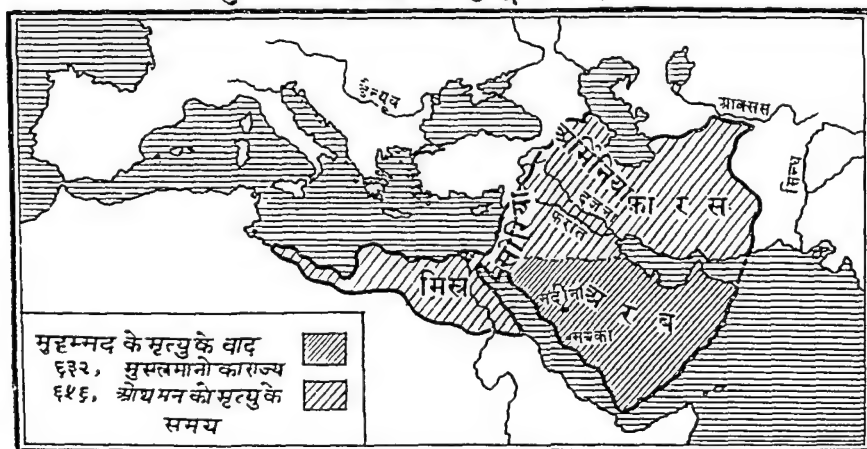 डैन्यूब
आक्सस
सिन्ध
आर्मीनिया
दजला
फ़ारस
फरात
सीरिया
मिस्र
मदीना
अरब
मक्का
मुहम्मद के मृत्यु के वाद
६३२, मुसलमानो का राज्य
६५६, ओथमन की मृत्यु के
समय